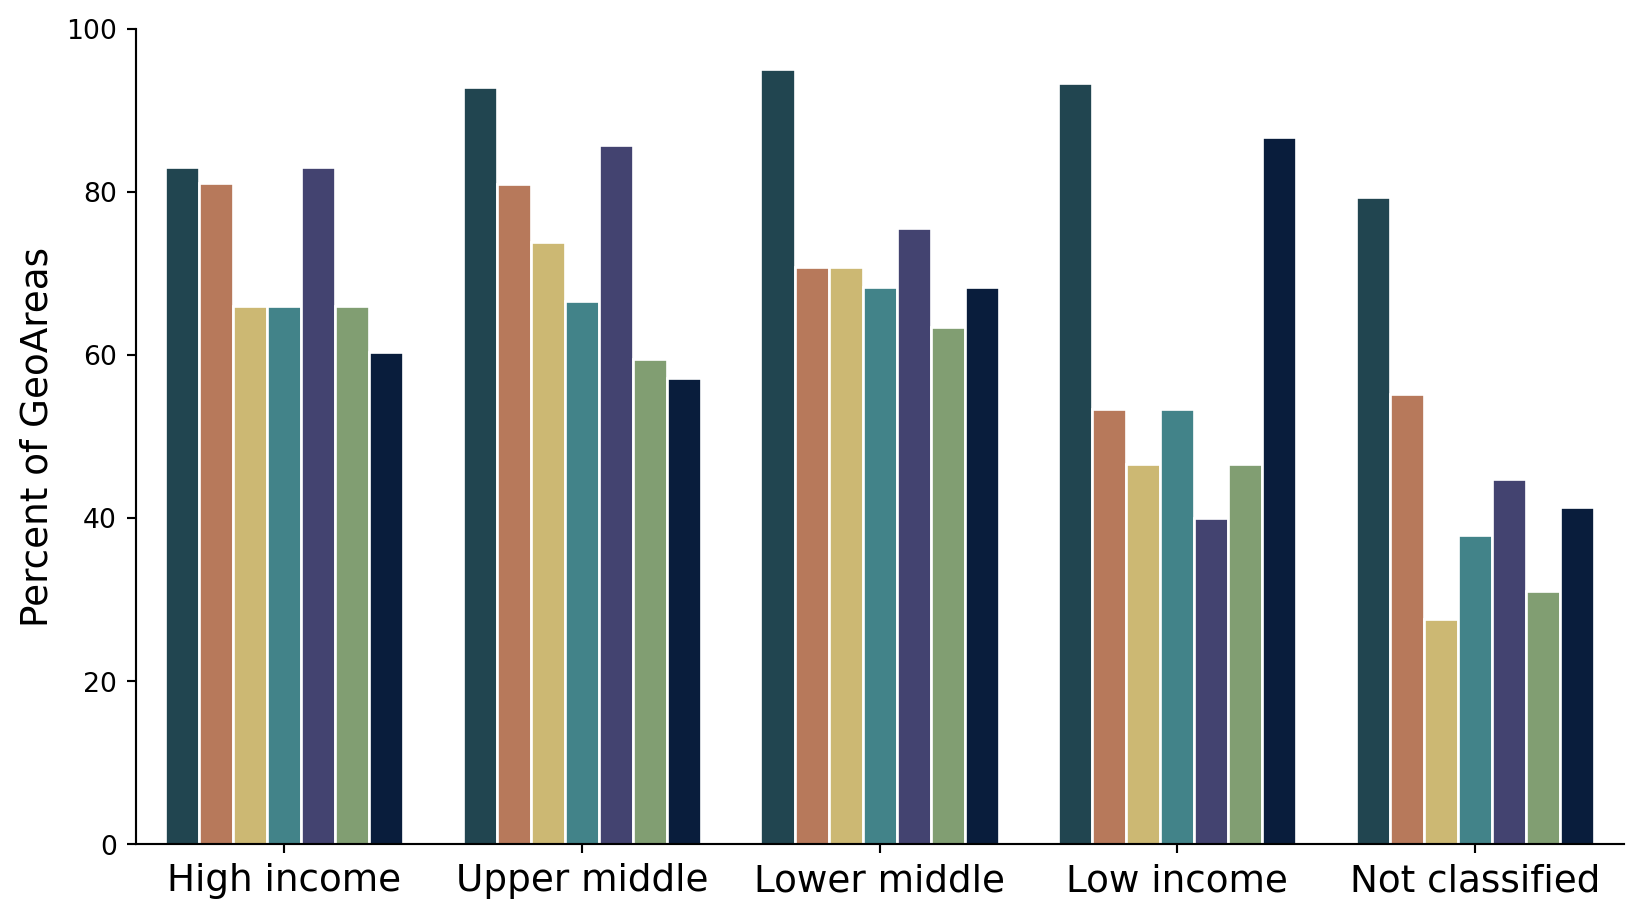 Percent of GeoAreas
100
80
60
40
20
0
High income
Upper middle
Lower middle
Low income
Not classified